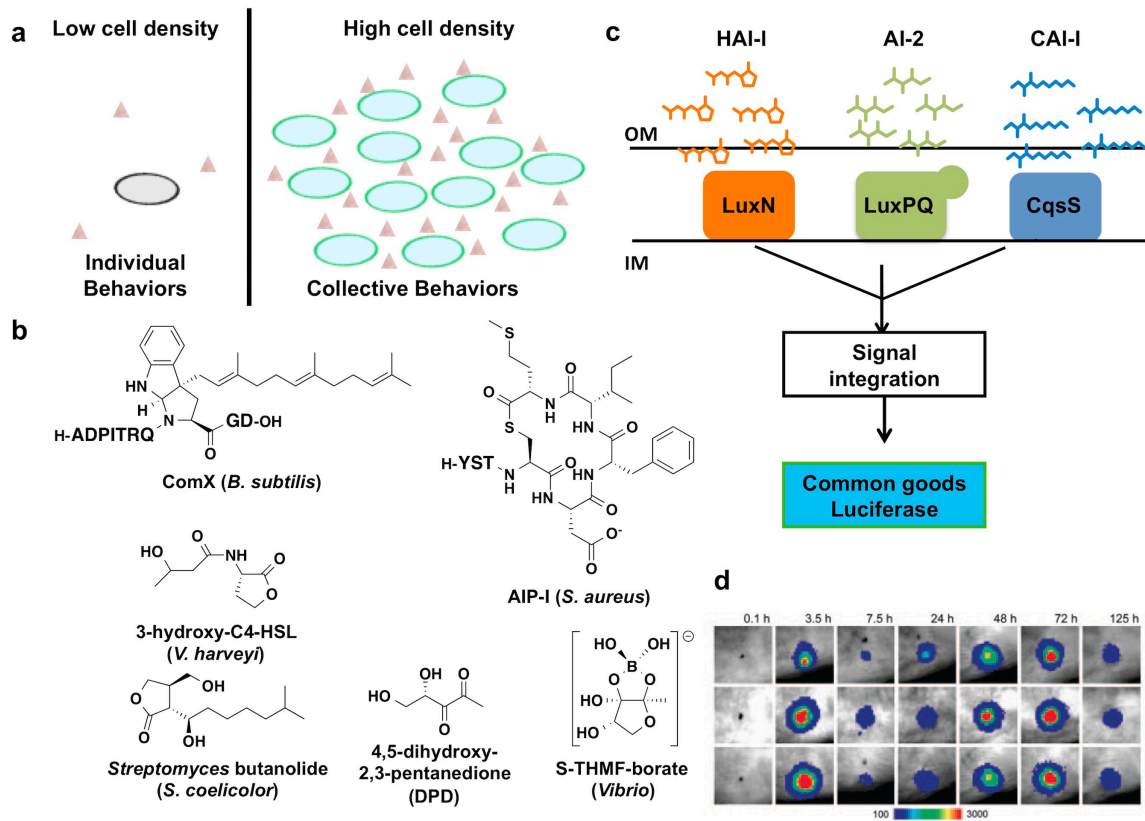 a
Low cell density
High cell density
Individual
Behaviors
Collective Behaviors
b
HN
H
N
H-ADPITRQ
GD-OH
O
ComX (B. subtilis)
S
O
O
N
H
S
NH
O
H-YST
N
H
O
NH
HN
O
O
O-
O
AIP-I (S. aureus)
HO
O
H
N
O
O
3-hydroxy-C4-HSL
(V. harveyi)
O
OH
O
OH
Streptomyces butanolide
(S. coelicolor)
OH
O
HO
O
4,5-dihydroxy-
2,3-pentanedione
(DPD)
HO
OH
B
O
O
HO
HO
O
⊖
S-THMF-borate
(Vibrio)
c
HAI-I
AI-2
CAI-I
OM
LuxN
LuxPQ
CqsS
IM
Signal
integration
Common goods
Luciferase
d
0.1 h 3.5 h 7.5 h 24 h 48 h 72 h 125 h
100 3000